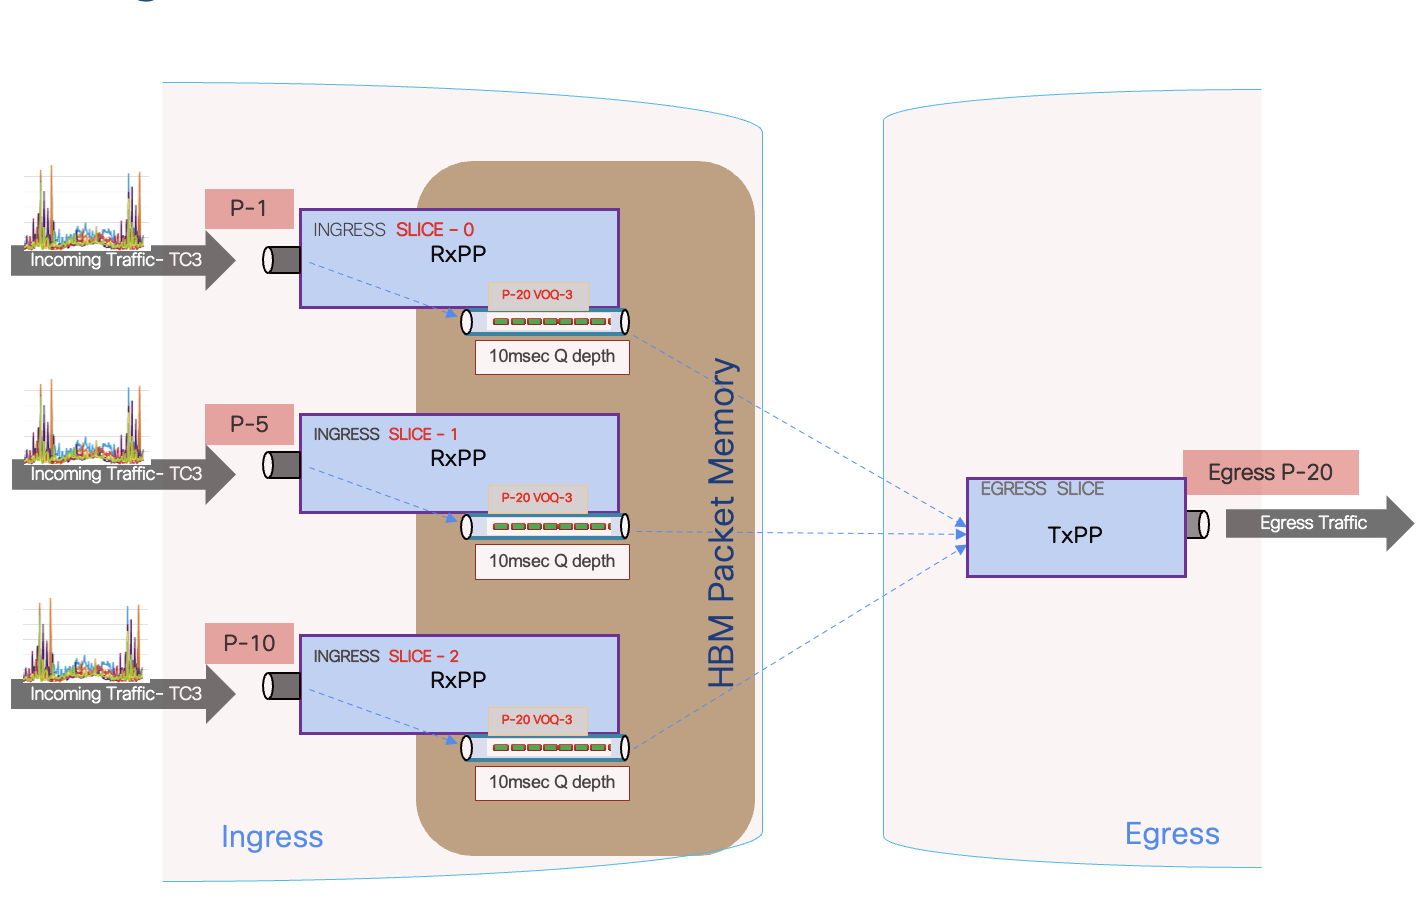 P-1
INGRESS SLICE - 0
RxPP
Incoming Traffic- TC3
P-20 VOQ-3
10msec Q depth
P-5
INGRESS SLICE - 1
RxPP
Incoming Traffic- TC3
P-20 VOQ-3
10msec Q depth
P-10
INGRESS SLICE - 2
RxPP
Incoming Traffic- TC3
P-20 VOQ-3
10msec Q depth
HBM Packet Memory
Ingress
Egress P-20
EGRESS SLICE
TxPP
Egress Traffic
Egress